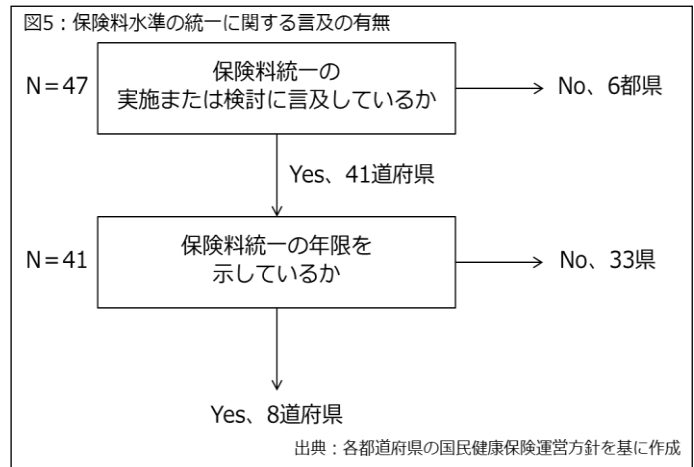 図5：保険料水準の統一に関する言及の有無
N＝47
保険料統一の
実施または検討に言及しているか
No、6都県
Yes、41道府県
N＝41
保険料統一の年限を
示しているか
No、33県
Yes、8道府県
出典：各都道府県の国民健康保険運営方針を基に作成